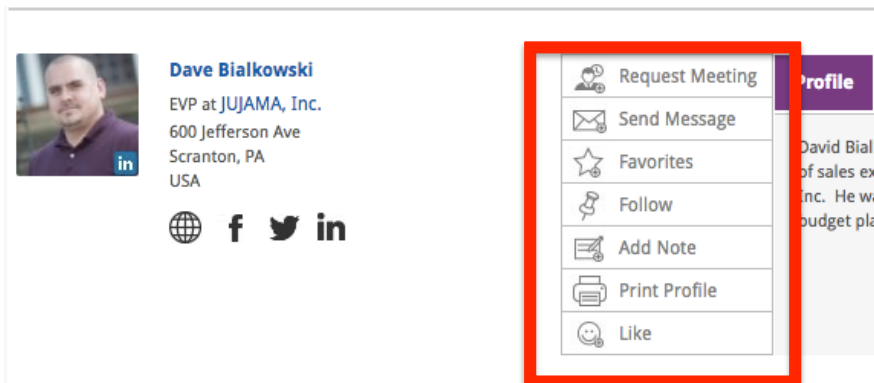 Dave Bialkowski
EVP at JUJAMA, Inc.
600 Jefferson Ave
Scranton, PA
USA
in
f in
Request Meeting
Send Message
Favorites
Follow
Add Note
Print Profile
Like
Profile
David Bial
of sales ex
Inc. He wa
budget pla